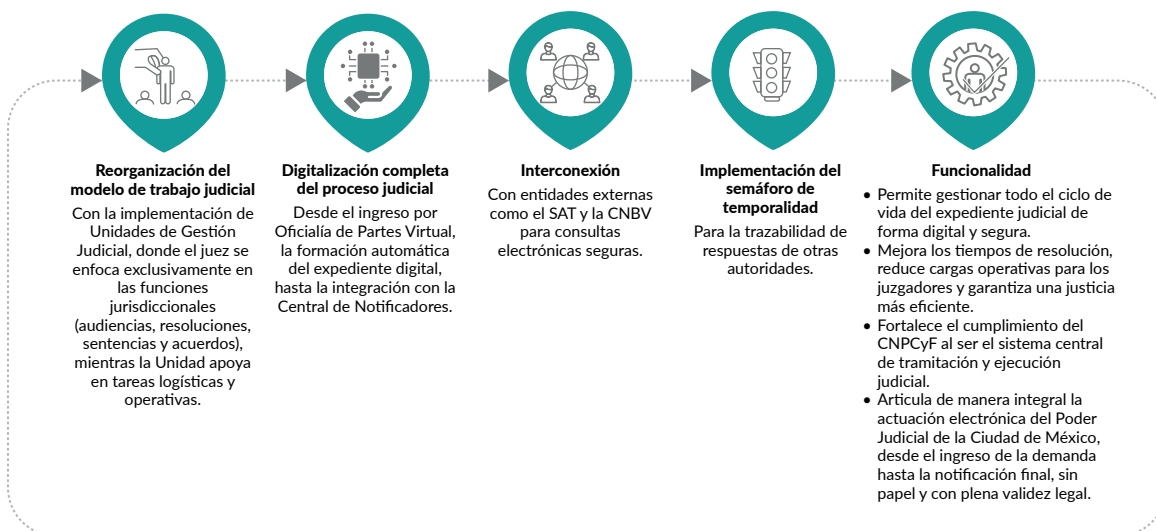 Reorganización del
modelo de trabajo judicial
Con la implementación de
Unidades de Gestión
Judicial, donde el juez se
enfoca exclusivamente en
las funciones
jurisdiccionales
(audiencias, resoluciones,
sentencias y acuerdos),
mientras la Unidad apoya
en tareas logísticas y
operativas.
Digitalización completa
del proceso judicial
Desde el ingreso por
Oficialía de Partes Virtual,
la formación automática
del expediente digital,
hasta la integración con la
Central de Notificadores.
Interconexión
Con entidades externas
como el SAT y la CNBV
para consultas
electrónicas seguras.
Implementación del
semáforo de
temporalidad
Para la trazabilidad de
respuestas de otras
autoridades.
Funcionalidad
• Permite gestionar todo el ciclo de
vida del expediente judicial de
forma digital y segura.
• Mejora los tiempos de resolución,
reduce cargas operativas para los
juzgadores y garantiza una justicia
más eficiente.
• Fortalece el cumplimiento del
CNPCyF al ser el sistema central
de tramitación y ejecución
judicial.
• Articula de manera integral la
actuación electrónica del Poder
Judicial de la Ciudad de México,
desde el ingreso de la demanda
hasta la notificación final, sin
papel y con plena validez legal.